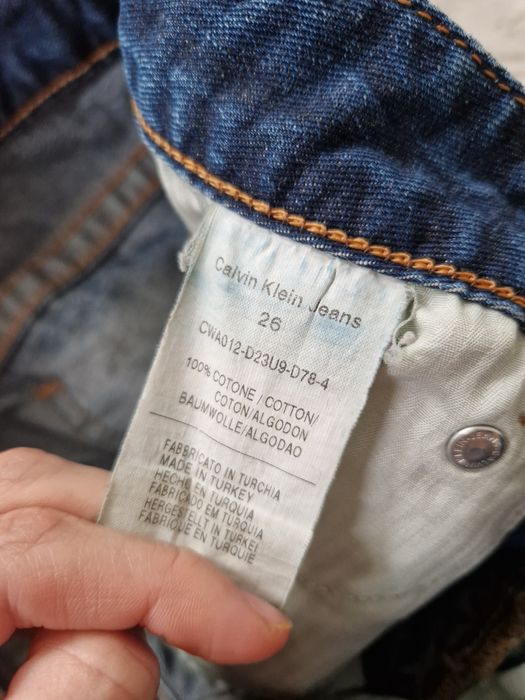 Calvin Klein Jeans
26
CWA012-D23U9-D78-4
100% COTONE / COTTON/
COTON/ALGODON
BAUMWOLLE/ALGODAO
FABBRICATO IN TURCHIA
MADE IN TURKEY
HECHO EN TURQUIA
FABRICADO EM TURQUIA
HERGESTELLT IN TURKEI
FABRIQUE EN TURQUIE